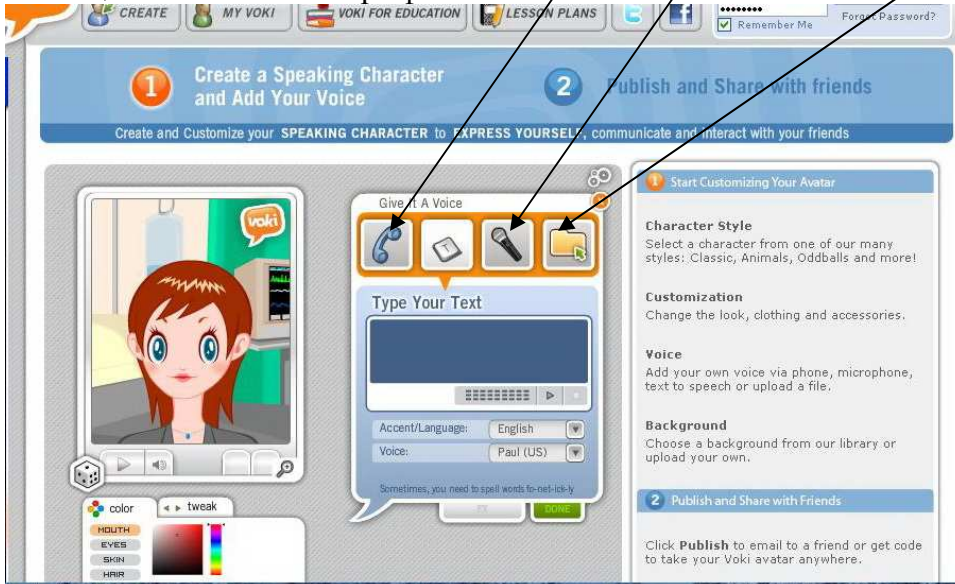 CREATE
MY VOKI
VOKI FOR EDUCATION
LESSON PLANS
Remember Me
Forgot Password?
1
Create a Speaking Character
and Add Your Voice
2
Publish and Share with friends
Create and Customize your SPEAKING CHARACTER to EXPRESS YOURSELF, communicate and interact with your friends
voki
Give It A Voice
Type Your Text
Accent/Language:
English
Voice:
Paul (US)
Sometimes, you need to spell words fo-net-ick-ly
DONE
color
tweak
MOUTH
EYES
SKIN
HAIR
1 Start Customizing Your Avatar
Character Style
Select a character from one of our many
styles: Classic, Animals, Oddballs and more!
Customization
Change the look, clothing and accessories.
Voice
Add your own voice via phone, microphone,
text to speech or upload a file.
Background
Choose a background from our library or
upload your own.
2 Publish and Share with Friends
Click Publish to email to a friend or get code
to take your Voki avatar anywhere.